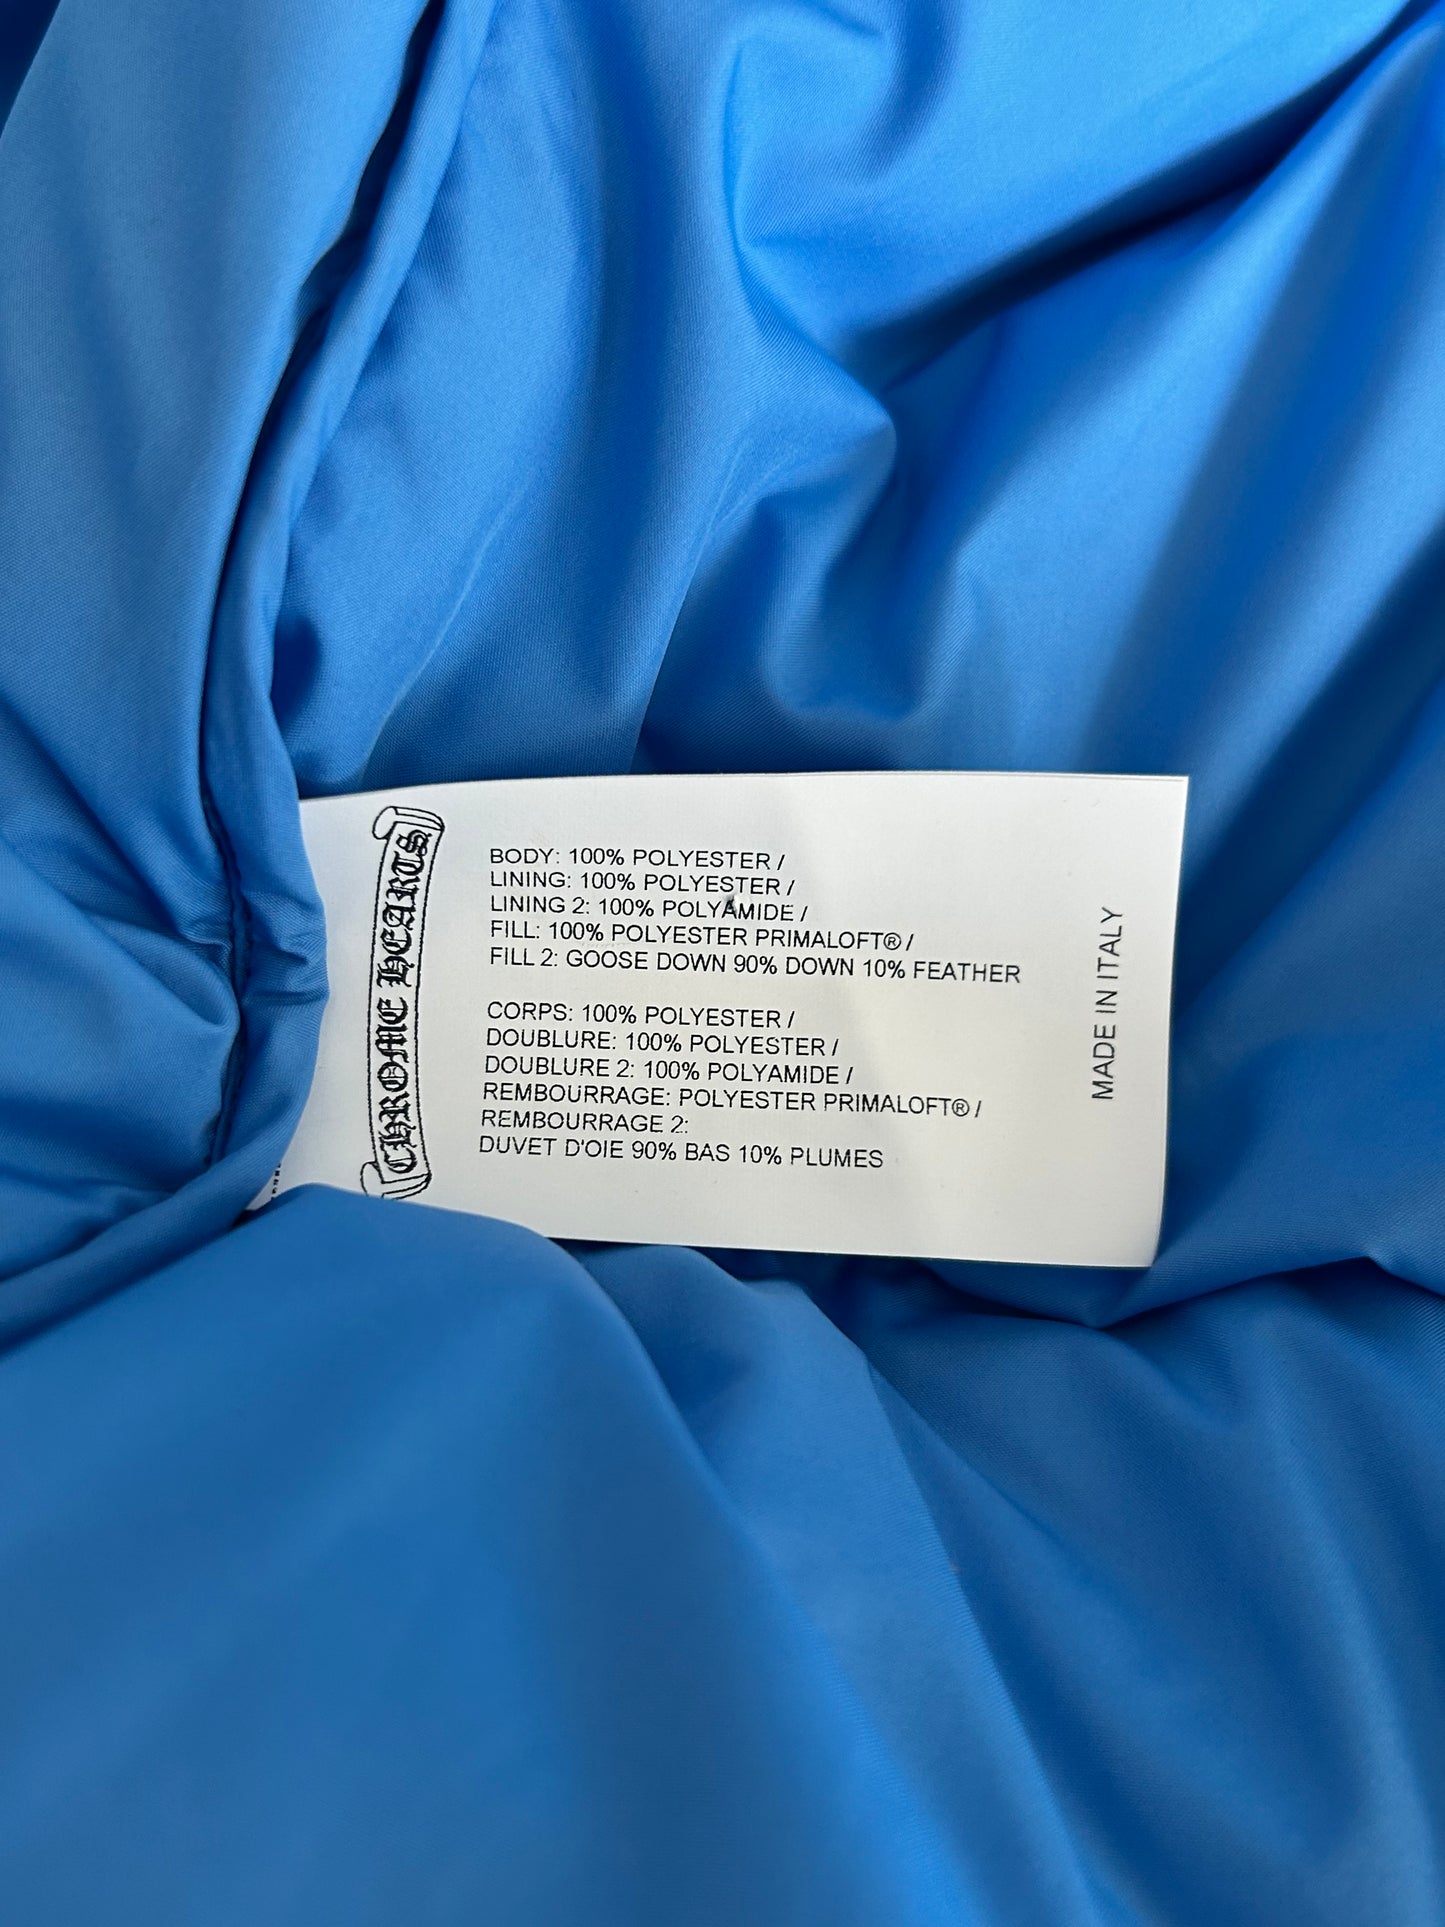 CHROME HEARTS
BODY: 100% POLYESTER /
LINING: 100% POLYESTER /
LINING 2: 100% POLYAMIDE /
FILL: 100% POLYESTER PRIMALOFT® /
FILL 2: GOOSE DOWN 90% DOWN 10% FEATHER
CORPS: 100% POLYESTER /
DOUBLURE: 100% POLYESTER /
DOUBLURE 2: 100% POLYAMIDE /
REMBOURRAGE: POLYESTER PRIMALOFT® /
REMBOURRAGE 2:
DUVET D'OIE 90% BAS 10% PLUMES
MADE IN ITALY